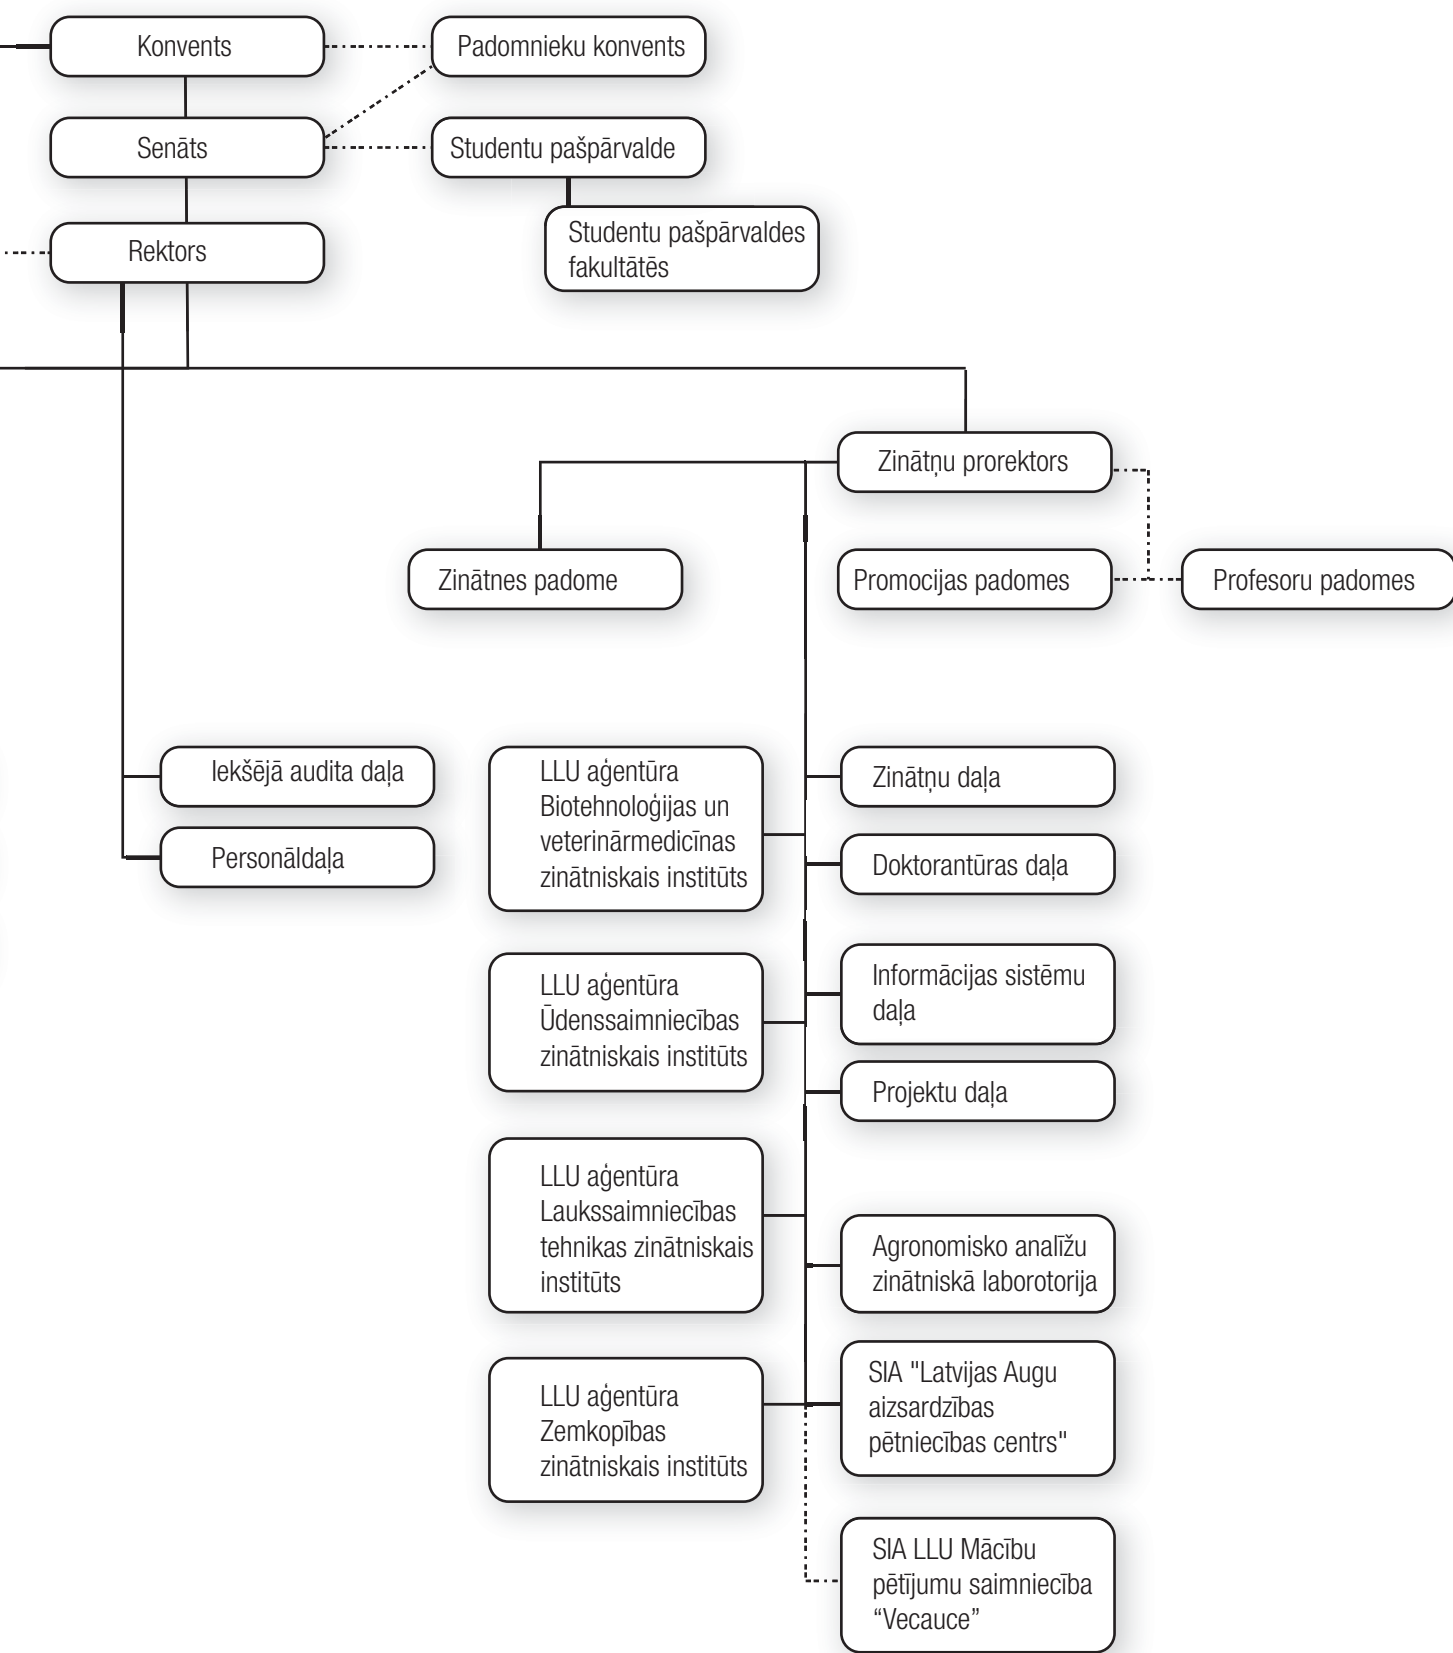 Konvents
Padomnieku konvents
Senāts
Studentu pašpārvalde
Rektors
Studentu pašpārvaldes
fakultātēs
Zinātņu prorektors
Zinātnes padome
Promocijas padomes
Profesoru padomes
Iekšējā audita daļa
Personāldaļa
LLU aģentūra
Biotehnoloģijas un
veterinārmedicīnas
zinātniskais institūts
Zinātņu daļa
Doktorantūras daļa
LLU aģentūra
Ūdenssaimniecības
zinātniskais institūts
Informācijas sistēmu
daļa
Projektu daļa
LLU aģentūra
Laukssaimniecības
tehnikas zinātniskais
institūts
Agronomisko analīžu
zinātniskā laborotorija
LLU aģentūra
Zemkopības
zinātniskais institūts
SIA "Latvijas Augu
aizsardzības
pētniecības centrs"
SIA LLU Mācību
pētījumu saimniecība
“Vecauce”